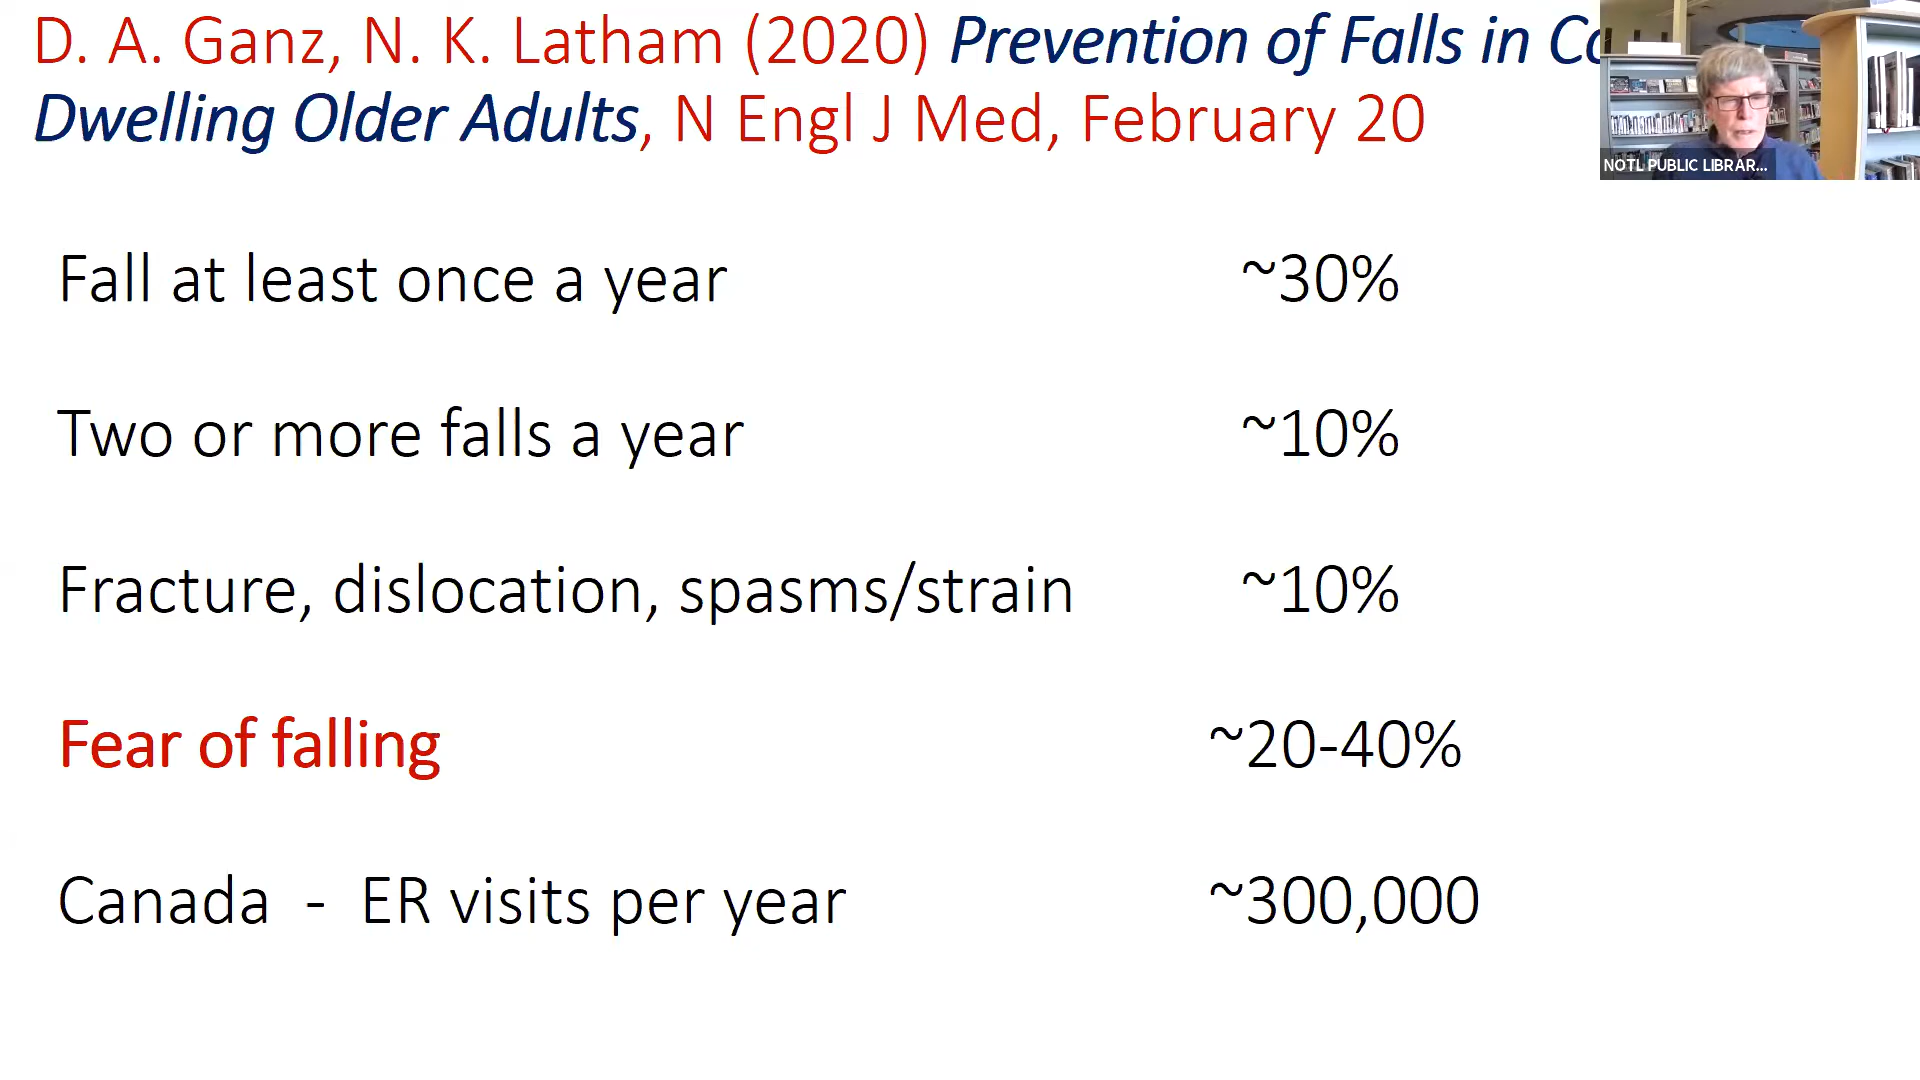 D. A. Ganz, N. K. Latham (2020) Prevention of Falls in
Dwelling Older Adults, N Engl J Med, February 20
NOTL PUBLIC LIBRAR...
Fall at least once a year ~30%
Two or more falls a year ~10%
Fracture, dislocation, spasms/strain ~10%
Fear of falling ~20-40%
Canada - ER visits per year ~300,000